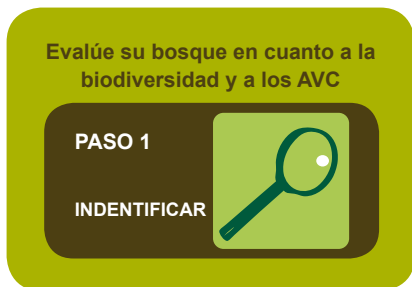 Evalúe su bosque en cuanto a la
biodiversidad y a los AVC
PASO 1
INDENTIFICAR